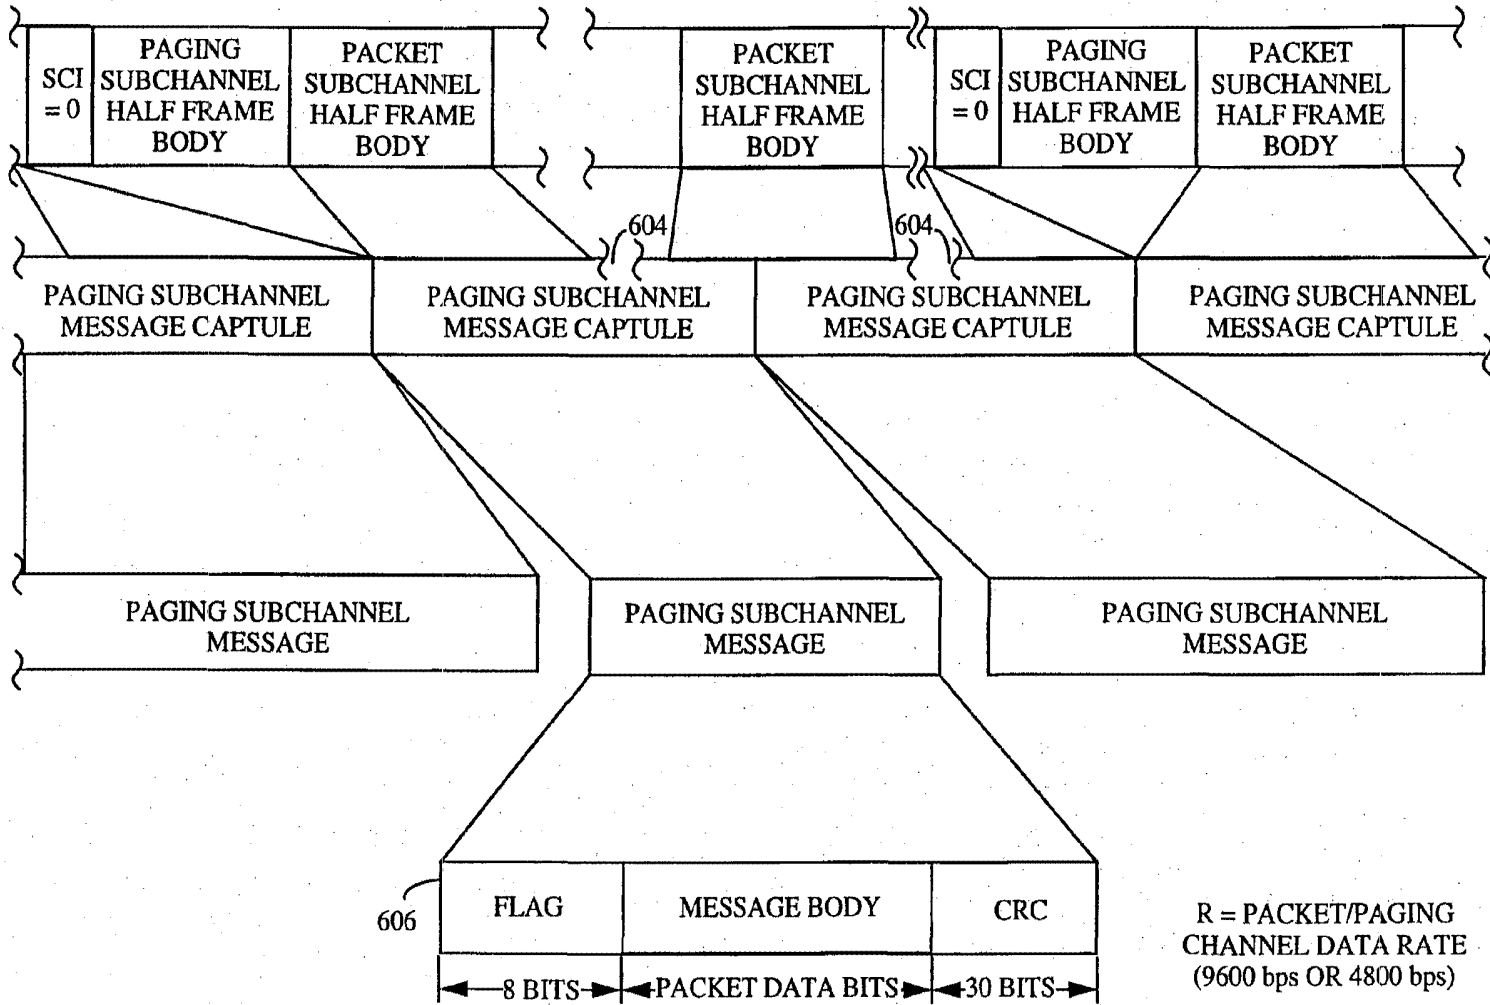 SCI
= 0
PAGING
SUBCHANNEL
HALF FRAME
BODY
PACKET
SUBCHANNEL
HALF FRAME
BODY
PACKET
SUBCHANNEL
HALF FRAME
BODY
SCI
= 0
PAGING
SUBCHANNEL
HALF FRAME
BODY
PACKET
SUBCHANNEL
HALF FRAME
BODY
604
604
PAGING SUBCHANNEL
MESSAGE CAPTULE
PAGING SUBCHANNEL
MESSAGE CAPTULE
PAGING SUBCHANNEL
MESSAGE CAPTULE
PAGING SUBCHANNEL
MESSAGE CAPTULE
PAGING SUBCHANNEL
MESSAGE
PAGING SUBCHANNEL
MESSAGE
PAGING SUBCHANNEL
MESSAGE
606
FLAG
MESSAGE BODY
CRC
8 BITS
PACKET DATA BITS
30 BITS
R = PACKET/PAGING
CHANNEL DATA RATE
(9600 bps OR 4800 bps)